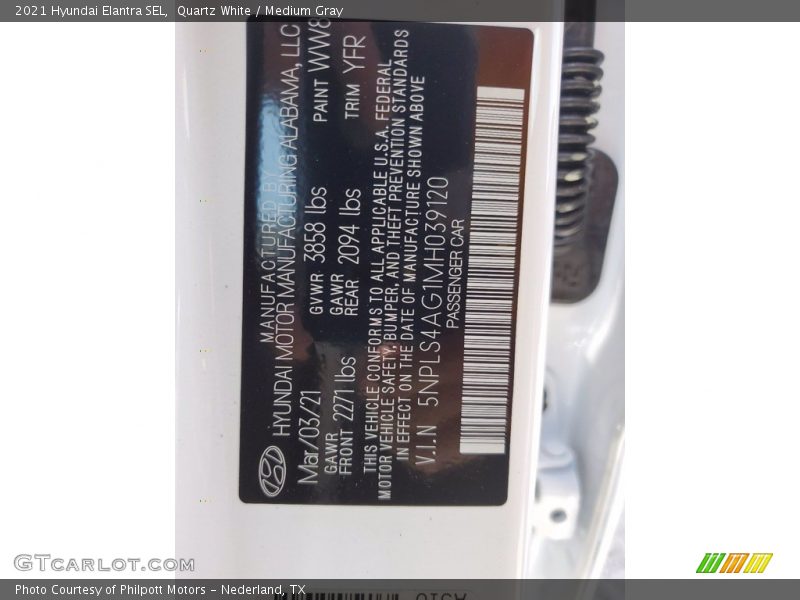 2021 Hyundai Elantra SEL, Quartz White / Medium Gray
MANUFACTURED BY
HYUNDAI MOTOR MANUFACTURING ALABAMA, LLC
Mar/03/21 GVWR 3858 lbs PAINT WW8
GAWR FRONT 2271 lbs GAWR REAR 2094 lbs TRIM YFR
THIS VEHICLE CONFORMS TO ALL APPLICABLE U.S.A. FEDERAL
MOTOR VEHICLE SAFETY, BUMPER, AND THEFT PREVENTION STANDARDS
IN EFFECT ON THE DATE OF MANUFACTURE SHOWN ABOVE
V.I.N 5NPLS4AG1MH039120
PASSENGER CAR
GTCARLOT.COM
Photo Courtesy of Philpott Motors - Nederland, TX